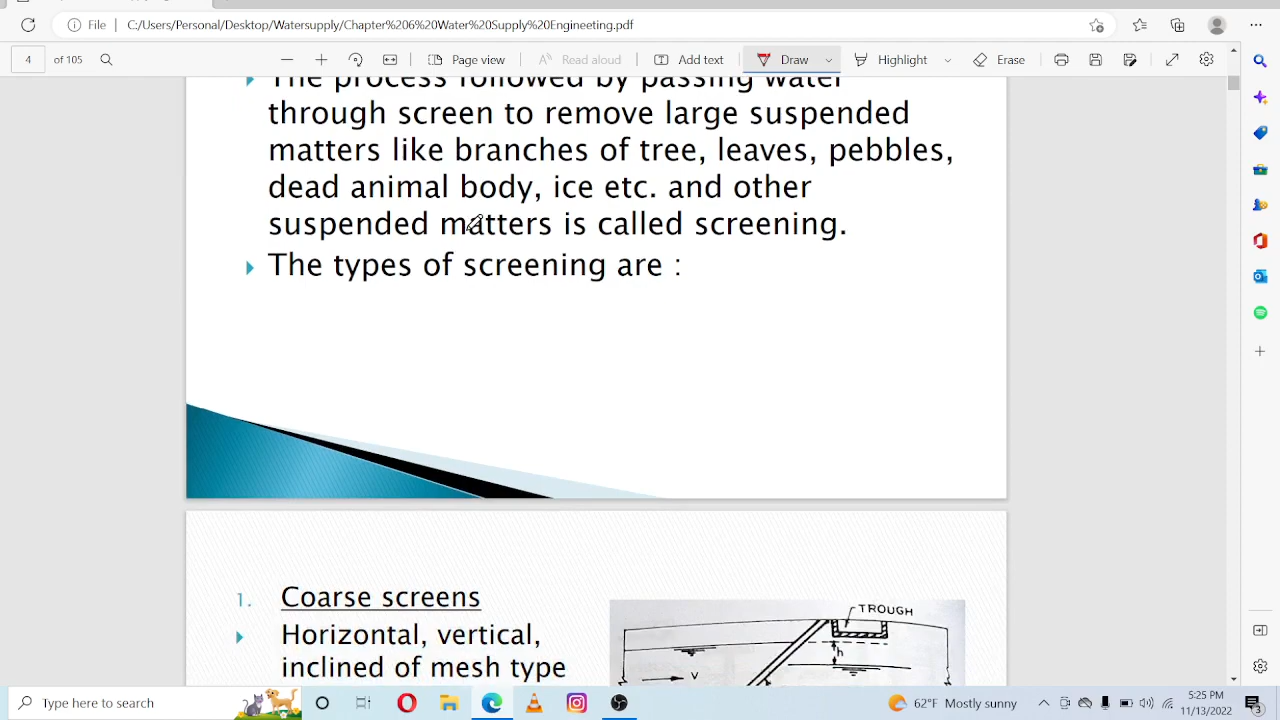 File
C:/Users/Personal/Desktop/Watersupply/Chapter%206%20Water%20Supply%20Engineeting.pdf
4 of 105
Page view
Read aloud
Add text
Draw
Highlight
Erase
The process followed by passing water
through screen to remove large suspended
matters like branches of tree, leaves, pebbles,
dead animal body, ice etc. and other
suspended matters is called screening.
The types of screening are :
1. Coarse screens
Horizontal, vertical,
inclined of mesh type
TROUGH
h
V
Type here to search
62°F Mostly sunny
5:25 PM
11/13/2022
3